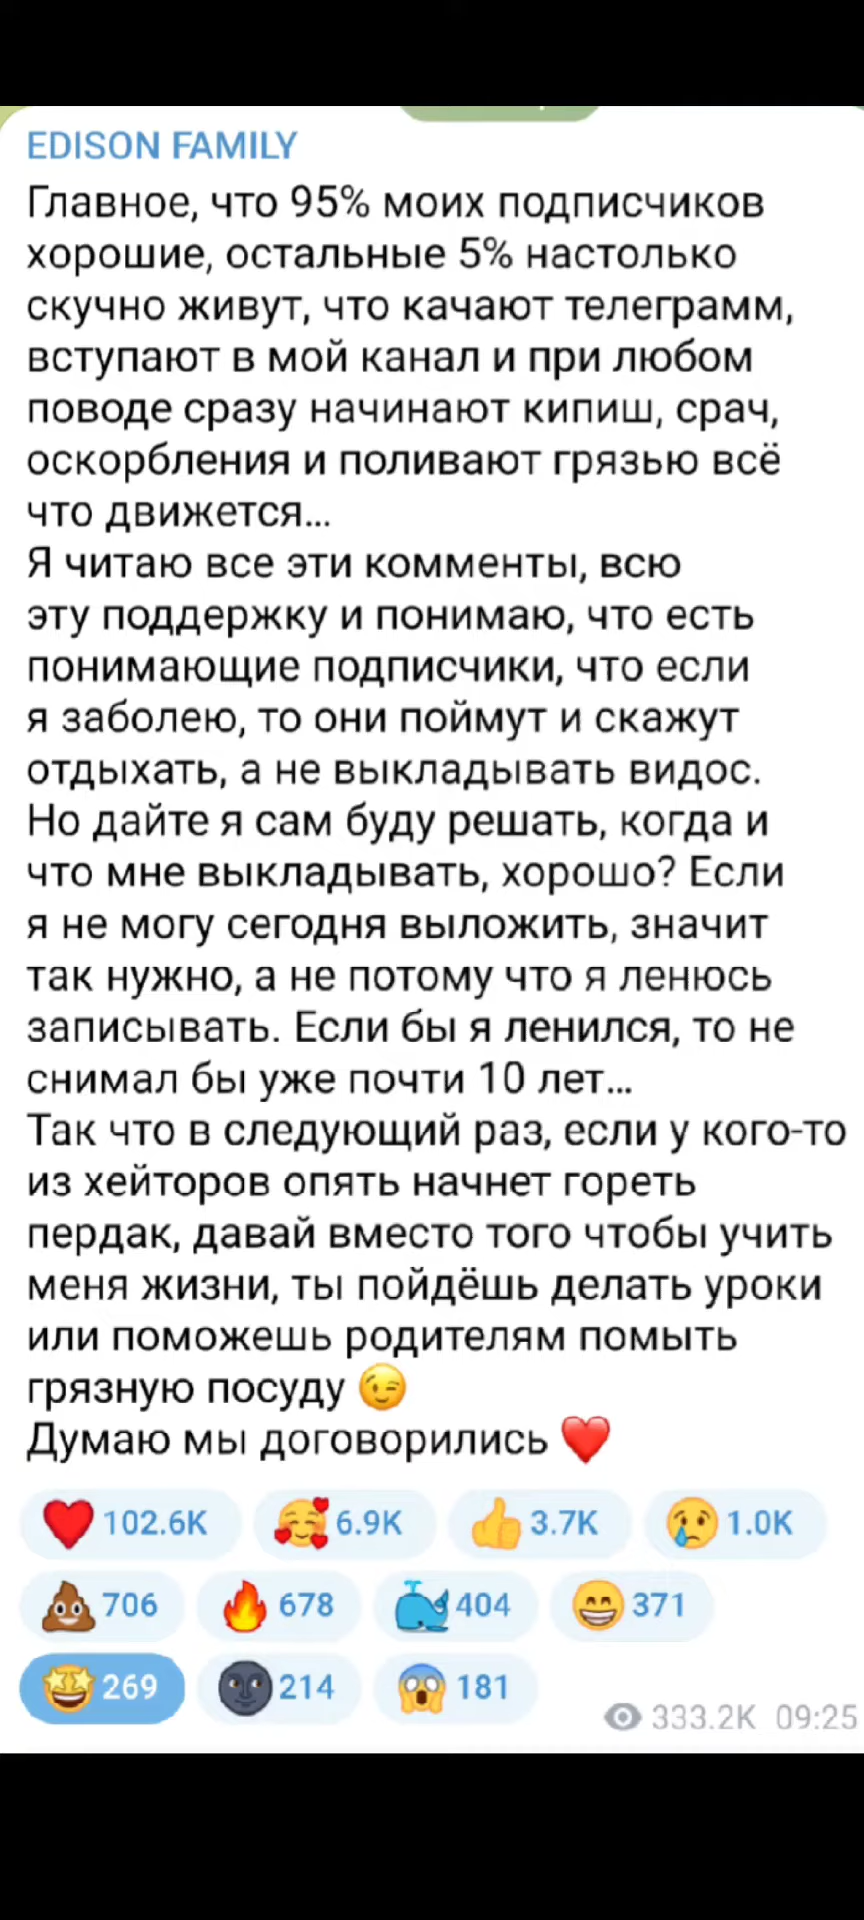 EDISON FAMILY
Главное, что 95% моих подписчиков
хорошие, остальные 5% настолько
скучно живут, что качают телеграмм,
вступают в мой канал и при любом
поводе сразу начинают кипиш, срач,
оскорбления и поливают грязью всё
что движется...
Я читаю все эти комменты, всю
эту поддержку и понимаю, что есть
понимающие подписчики, что если
я заболею, то они поймут и скажут
отдыхать, а не выкладывать видос.
Но дайте я сам буду решать, когда и
что мне выкладывать, хорошо? Если
я не могу сегодня выложить, значит
так нужно, а не потому что я ленюсь
записывать. Если бы я ленился, то не
снимал бы уже почти 10 лет...
Так что в следующий раз, если у кого-то
из хейторов опять начнет гореть
пердак, давай вместо того чтобы учить
меня жизни, ты пойдёшь делать уроки
или поможешь родителям помыть
грязную посуду 😉
Думаю мы договорились ❤️
❤️ 102.6K 🥰 6.9K 👍 3.7K 😢 1.0K
💩 706 🔥 678 🐳 404 😁 371
🤩 269 🌚 214 😱 181
333.2K 09:25